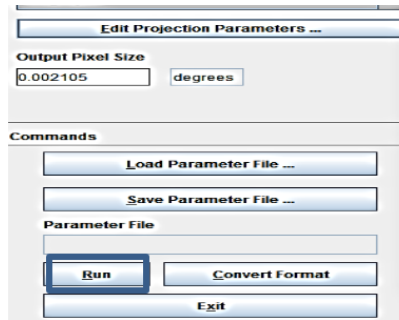 Edit Projection Parameters ...
Output Pixel Size
0.002105 degrees
Commands
Load Parameter File ...
Save Parameter File ...
Parameter File
Run Convert Format
Exit